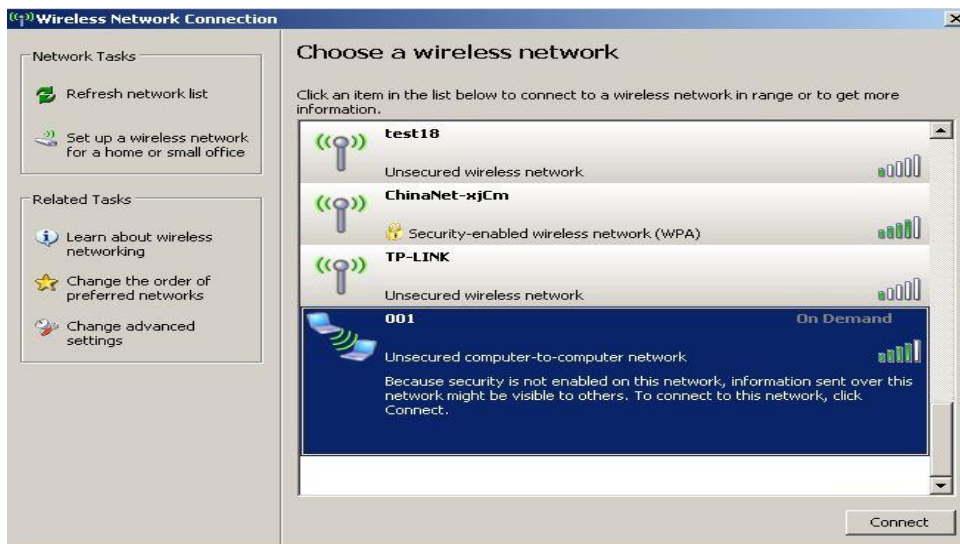 Wireless Network Connection
Network Tasks
Refresh network list
Set up a wireless network
for a home or small office
Related Tasks
Learn about wireless
networking
Change the order of
preferred networks
Change advanced
settings
Choose a wireless network
Click an item in the list below to connect to a wireless network in range or to get more
information.
test18
Unsecured wireless network
ChinaNet-xjCm
Security-enabled wireless network (WPA)
TP-LINK
Unsecured wireless network
001 On Demand
Unsecured computer-to-computer network
Because security is not enabled on this network, information sent over this
network might be visible to others. To connect to this network, click
Connect.
Connect